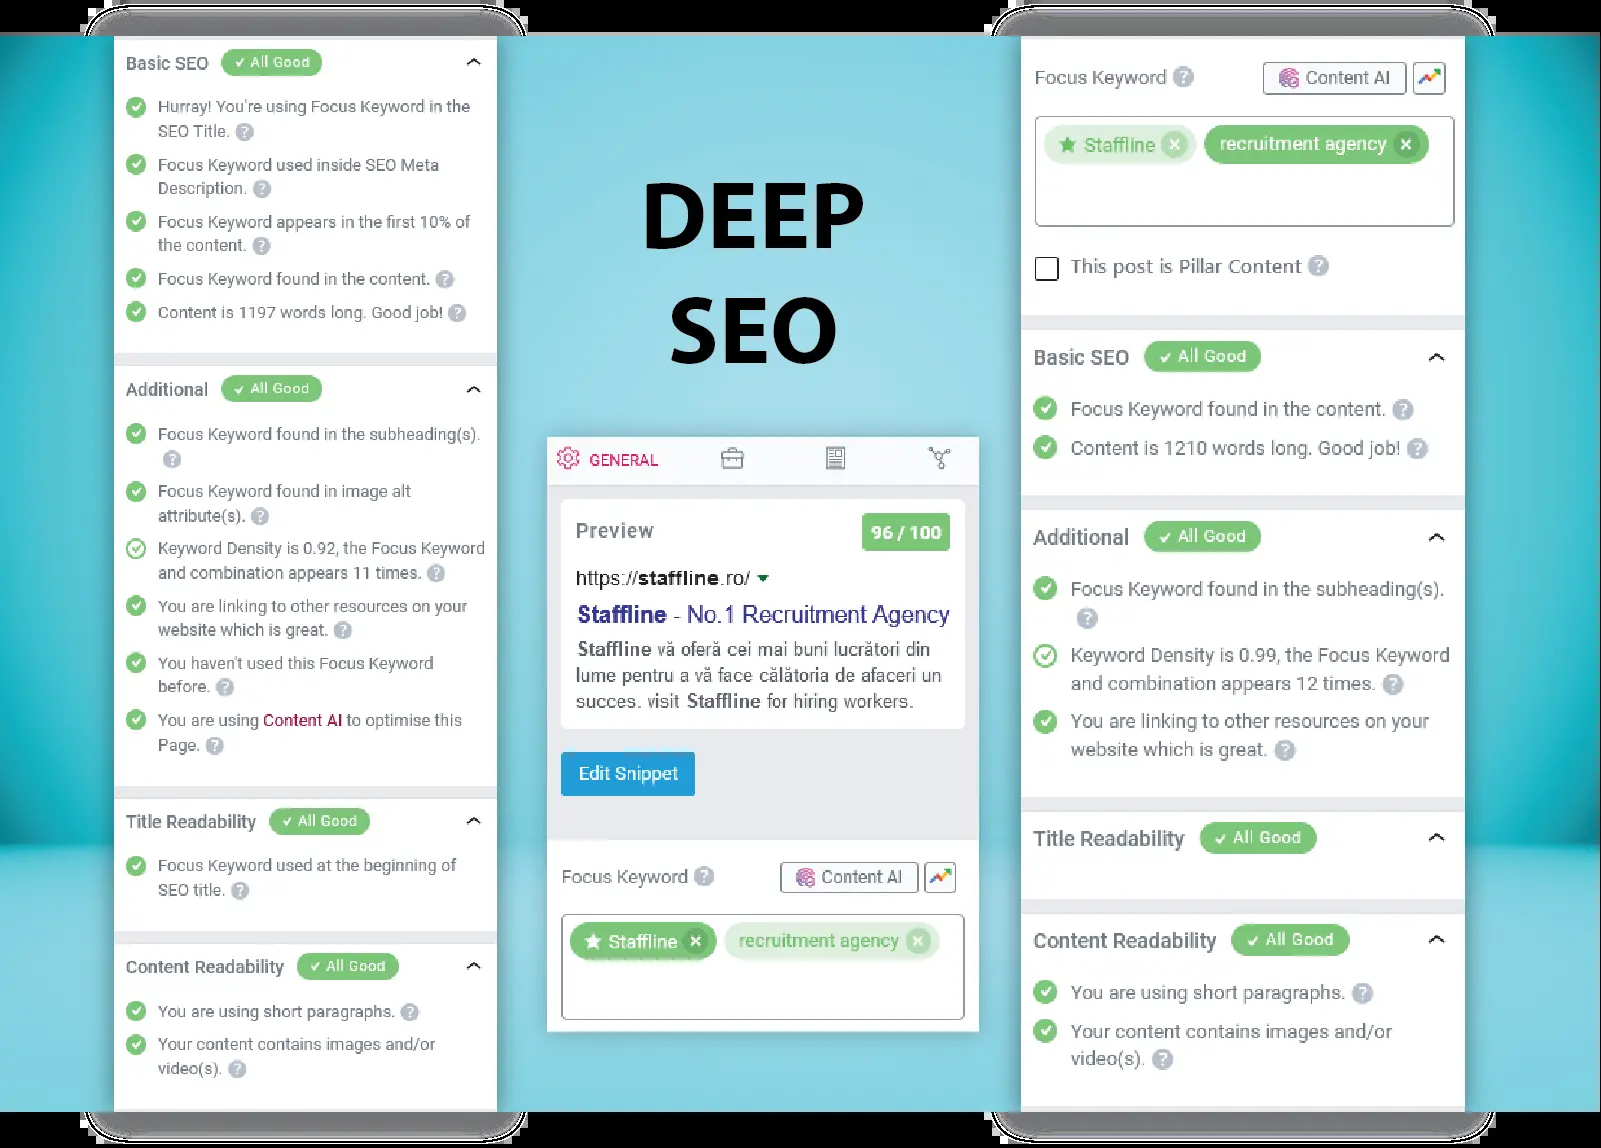 Basic SEO All Good
Hurray! You're using Focus Keyword in the
SEO Title. ?
Focus Keyword used inside SEO Meta
Description. ?
Focus Keyword appears in the first 10% of
the content. ?
Focus Keyword found in the content. ?
Content is 1197 words long. Good job! ?
Additional All Good
Focus Keyword found in the subheading(s).
?
Focus Keyword found in image alt
attribute(s). ?
Keyword Density is 0.92, the Focus Keyword
and combination appears 11 times. ?
You are linking to other resources on your
website which is great. ?
You haven't used this Focus Keyword
before. ?
You are using Content AI to optimise this
Page. ?
Title Readability All Good
Focus Keyword used at the beginning of
SEO title. ?
Content Readability All Good
You are using short paragraphs. ?
Your content contains images and/or
video(s). ?
DEEP
SEO
GENERAL
Preview 96 / 100
https://staffline.ro/
Staffline - No.1 Recruitment Agency
Staffline vă oferă cei mai buni lucrători din
lume pentru a vă face călătoria de afaceri un
succes. visit Staffline for hiring workers.
Edit Snippet
Focus Keyword ? Content AI
Staffline recruitment agency
Focus Keyword ? Content AI
Staffline recruitment agency
This post is Pillar Content ?
Basic SEO All Good
Focus Keyword found in the content. ?
Content is 1210 words long. Good job! ?
Additional All Good
Focus Keyword found in the subheading(s).
?
Keyword Density is 0.99, the Focus Keyword
and combination appears 12 times. ?
You are linking to other resources on your
website which is great. ?
Title Readability All Good
Content Readability All Good
You are using short paragraphs. ?
Your content contains images and/or
video(s). ?